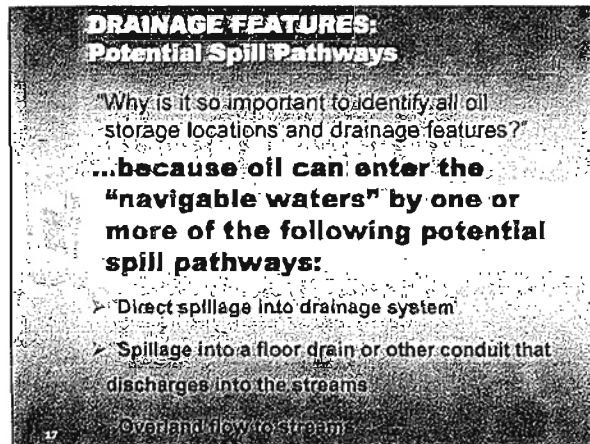 DRAINAGE FEATURES:
Potential Spill Pathways
"Why is it so important to identify all oil
storage locations and drainage features?"
...because oil can enter the
"navigable waters" by one or
more of the following potential
spill pathways:
➢ Direct spillage into drainage system
➢ Spillage into a floor drain or other conduit that
discharges into the streams
➢ Overland flow to streams
17